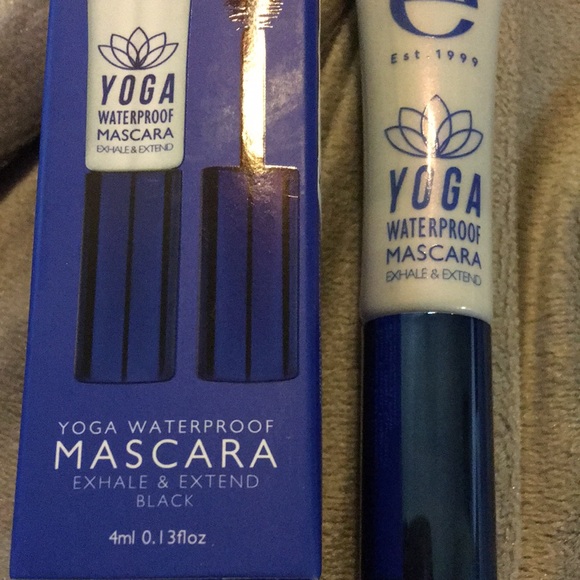 YOGA
WATERPROOF
MASCARA
EXHALE & EXTEND
YOGA WATERPROOF
MASCARA
EXHALE & EXTEND
BLACK
4ml 0.13floz
e
Est. 1999
YOGA
WATERPROOF
MASCARA
EXHALE & EXTEND